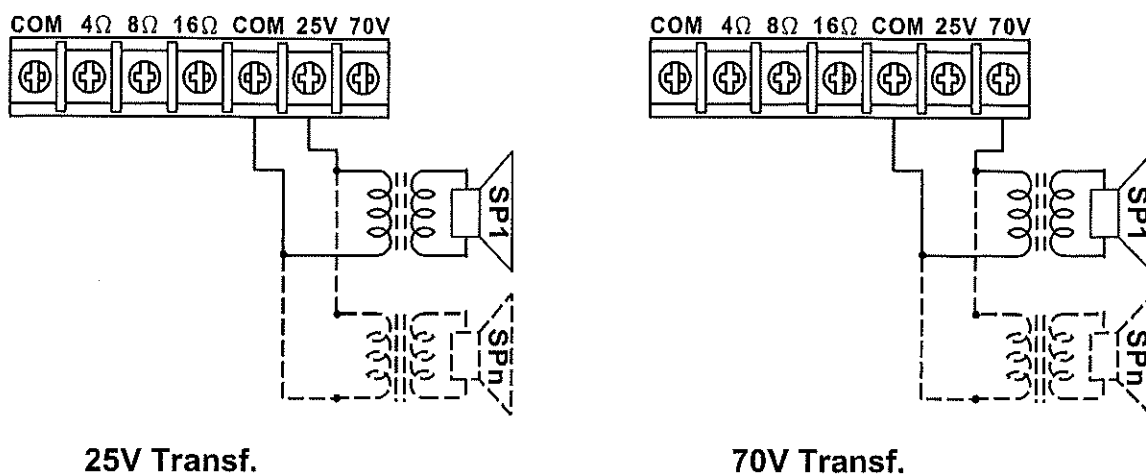 COM 4Ω 8Ω 16Ω COM 25V 70V
SP1
SPn
25V Transf.
COM 4Ω 8Ω 16Ω COM 25V 70V
SP1
SPn
70V Transf.